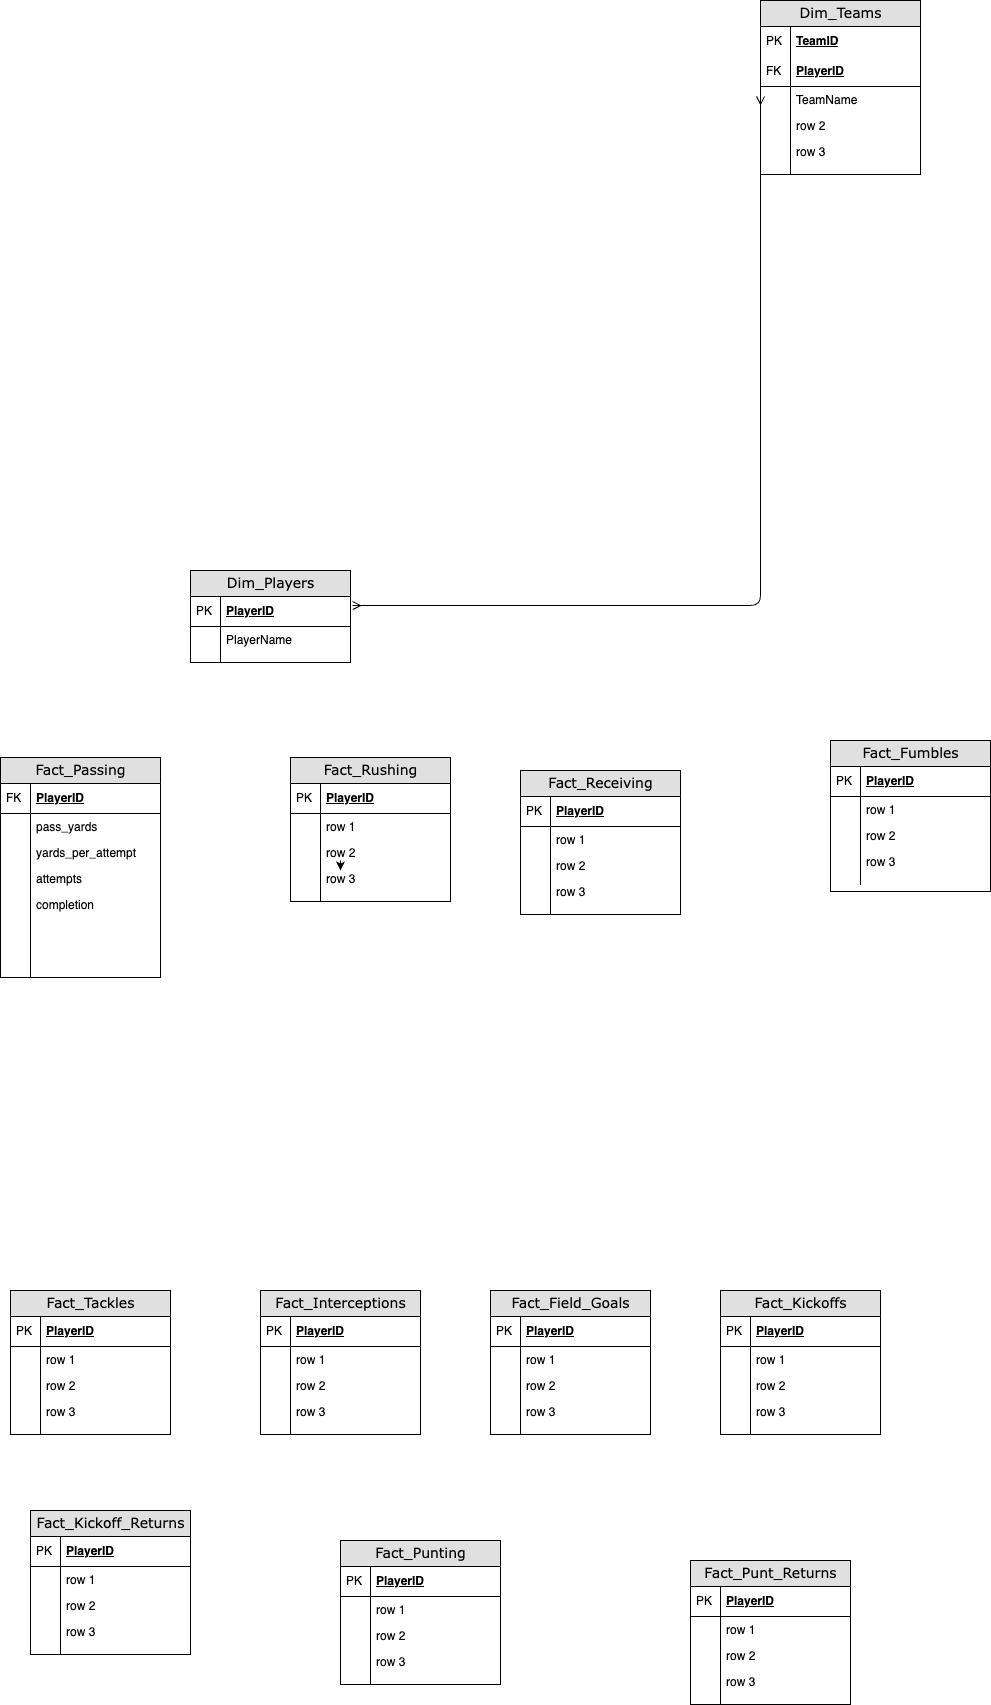 Dim_Teams
PK TeamID
FK PlayerID
TeamName
row 2
row 3
Dim_Players
PK PlayerID
PlayerName
Fact_Passing
FK PlayerID
pass_yards
yards_per_attempt
attempts
completion
Fact_Rushing
PK PlayerID
row 1
row 2
row 3
Fact_Receiving
PK PlayerID
row 1
row 2
row 3
Fact_Fumbles
PK PlayerID
row 1
row 2
row 3
Fact_Tackles
PK PlayerID
row 1
row 2
row 3
Fact_Interceptions
PK PlayerID
row 1
row 2
row 3
Fact_Field_Goals
PK PlayerID
row 1
row 2
row 3
Fact_Kickoffs
PK PlayerID
row 1
row 2
row 3
Fact_Kickoff_Returns
PK PlayerID
row 1
row 2
row 3
Fact_Punting
PK PlayerID
row 1
row 2
row 3
Fact_Punt_Returns
PK PlayerID
row 1
row 2
row 3